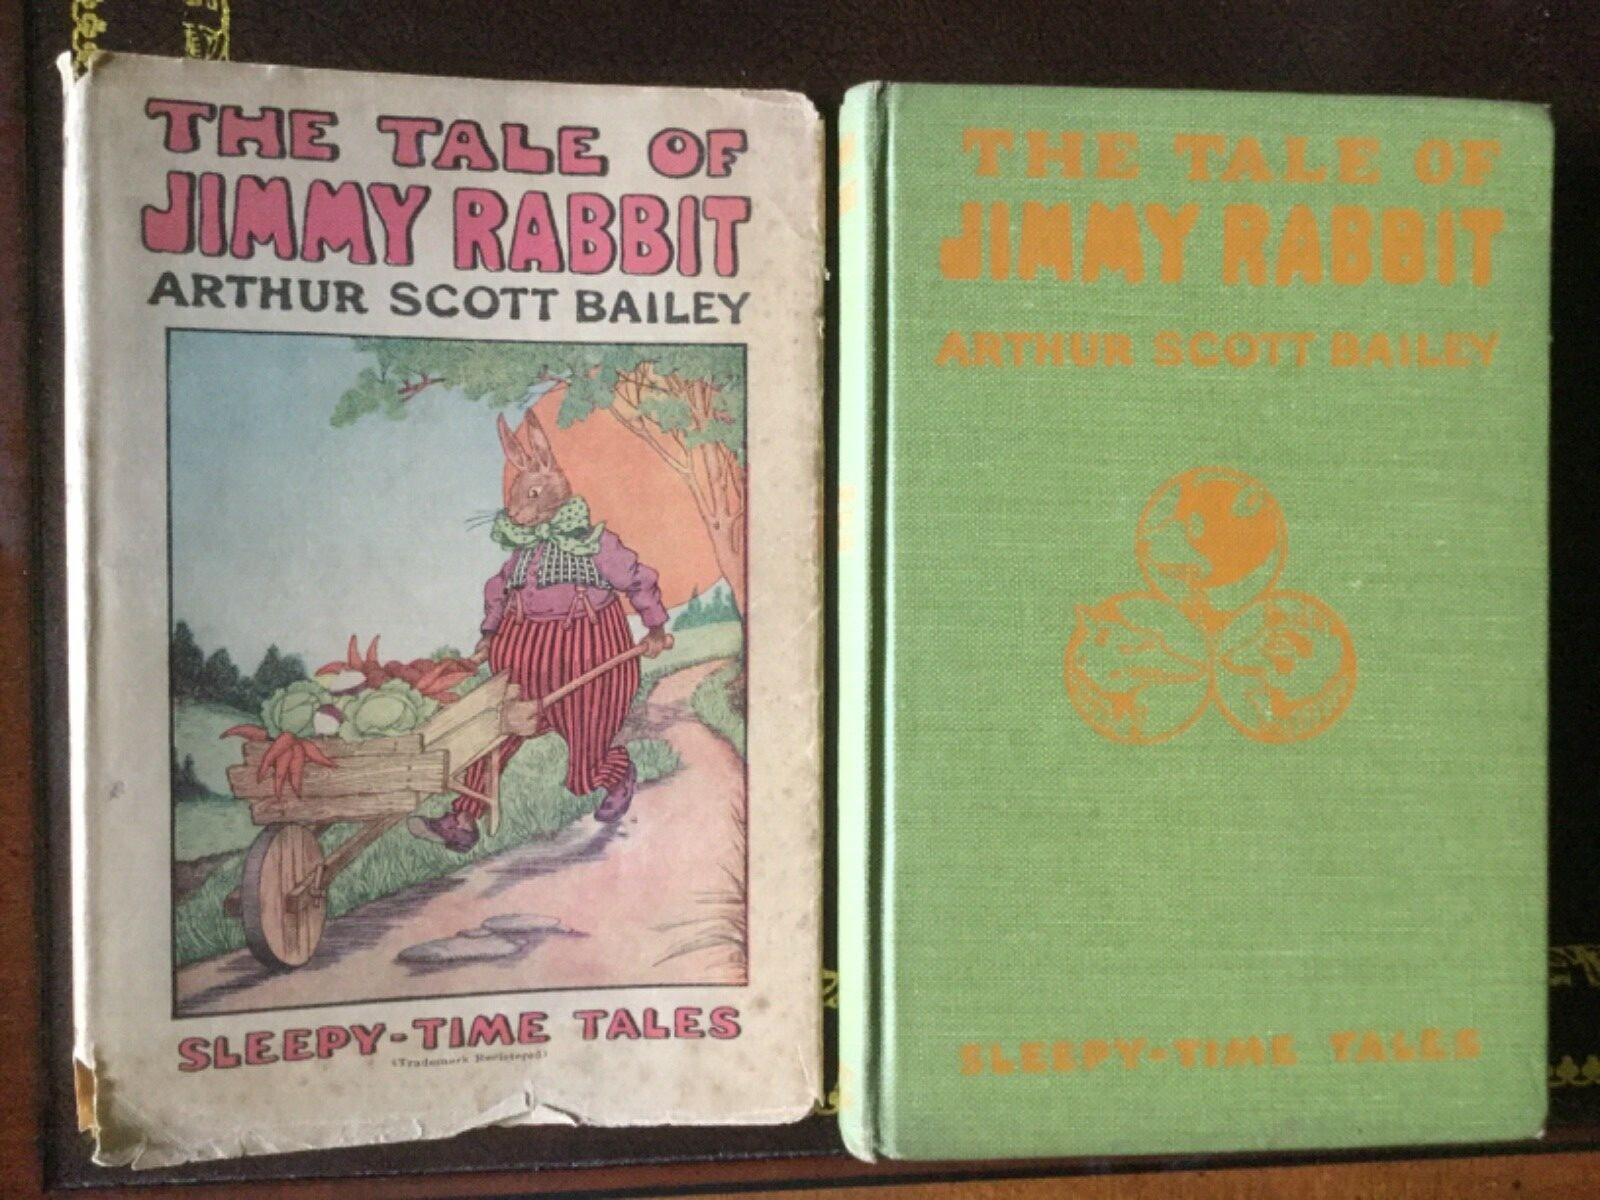 THE TALE OF
JIMMY RABBIT
ARTHUR SCOTT BAILEY
SLEEPY-TIME TALES
(Trademark Registered)
THE TALE OF
JIMMY RABBIT
ARTHUR SCOTT BAILEY
SLEEPY-TIME TALES